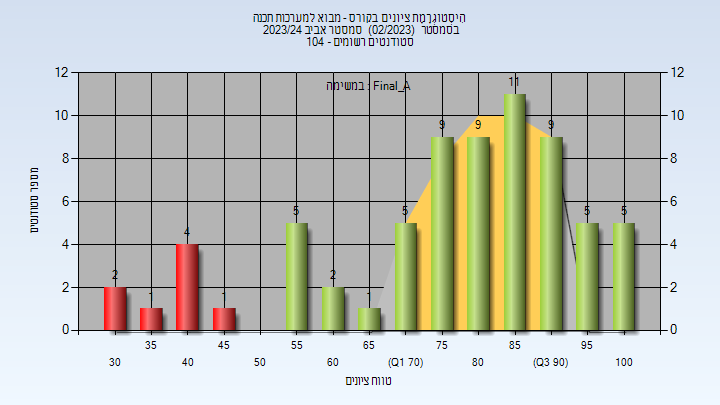 היסטוגרמת ציונים בקורס - מבוא למערכות תכנה
בסמסטר (02/2023) סמסטר אביב 2023/24
סטודנטים רשומים - 104
במשימה : Final_A
מספר סטודנטים
12 12
10 10
8 8
6 6
4 4
2 2
0 0
2 1 4 1 5 2 1 5 9 9 11 9 5 5
35 45 55 65 75 85 95
30 40 50 60 (Q1 70) 80 (Q3 90) 100
טווח ציונים